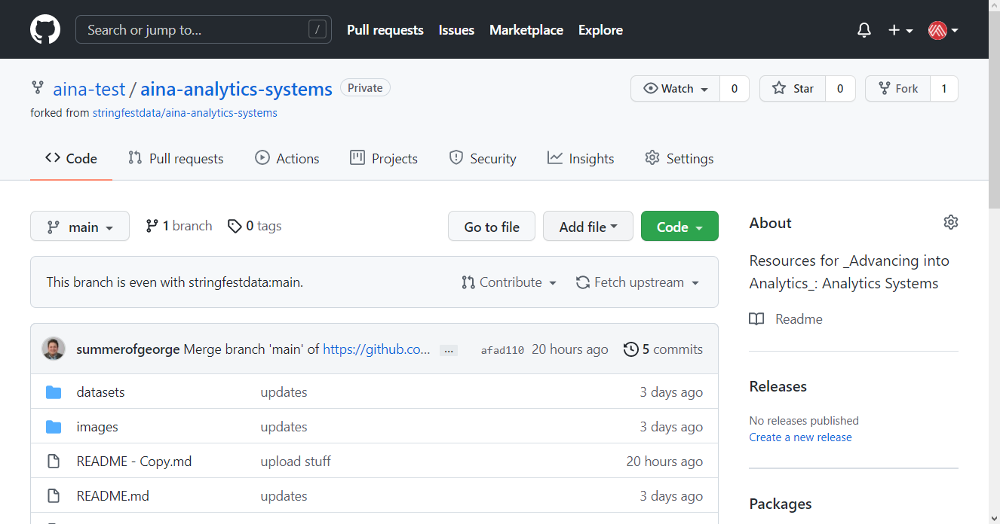 Search or jump to... /
Pull requests Issues Marketplace Explore
aina-test / aina-analytics-systems Private
Watch 0 Star 0 Fork 1
forked from stringfestdata/aina-analytics-systems
Code Pull requests Actions Projects Security Insights Settings
main 1 branch 0 tags Go to file Add file Code
This branch is even with stringfestdata:main. Contribute Fetch upstream
summerofgeorge Merge branch 'main' of https://github.co... ... afad110 20 hours ago 5 commits
datasets updates 3 days ago
images updates 3 days ago
README - Copy.md upload stuff 20 hours ago
README.md updates 3 days ago
About
Resources for _Advancing into
Analytics_: Analytics Systems
Readme
Releases
No releases published
Create a new release
Packages